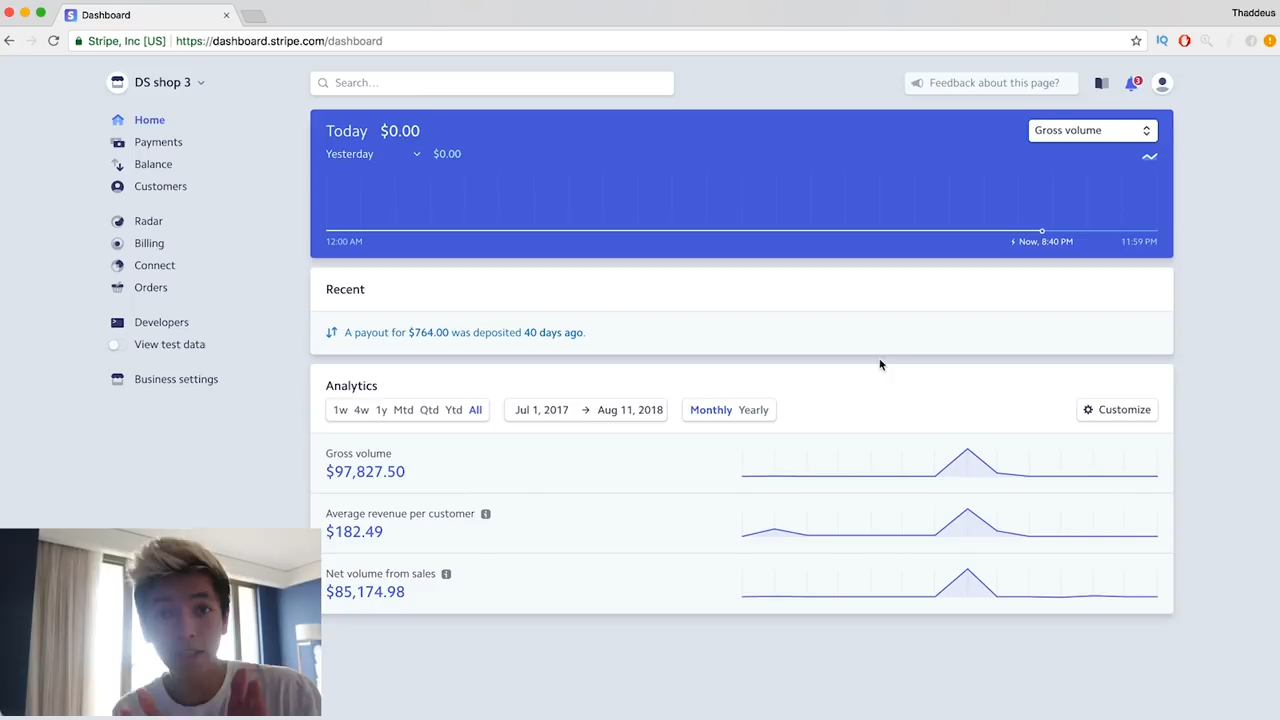 Dashboard
Thaddeus
Stripe, Inc [US]
https://dashboard.stripe.com/dashboard
IQ
DS shop 3
Search...
Feedback about this page?
3
Home
Payments
Balance
Customers
Radar
Billing
Connect
Orders
Developers
View test data
Business settings
Today $0.00
Gross volume
Yesterday $0.00
12:00 AM
Now, 8:40 PM
11:59 PM
Recent
A payout for $764.00 was deposited 40 days ago.
Analytics
1w 4w 1y Mtd Qtd Ytd All
Jul 1, 2017 → Aug 11, 2018
Monthly Yearly
Customize
Gross volume
$97,827.50
Average revenue per customer
$182.49
Net volume from sales
$85,174.98